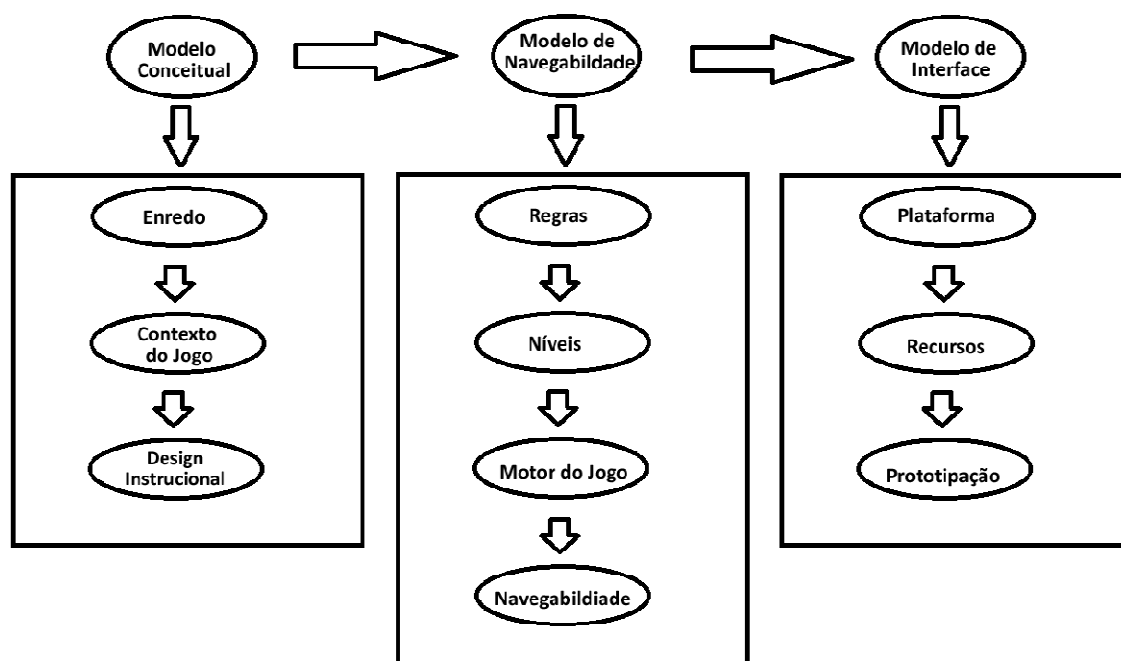 Modelo
Conceitual
Modelo de
Navegabildade
Modelo de
Interface
Enredo
Contexto
do Jogo
Design
Instrucional
Regras
Níveis
Motor do Jogo
Navegabildiade
Plataforma
Recursos
Prototipação